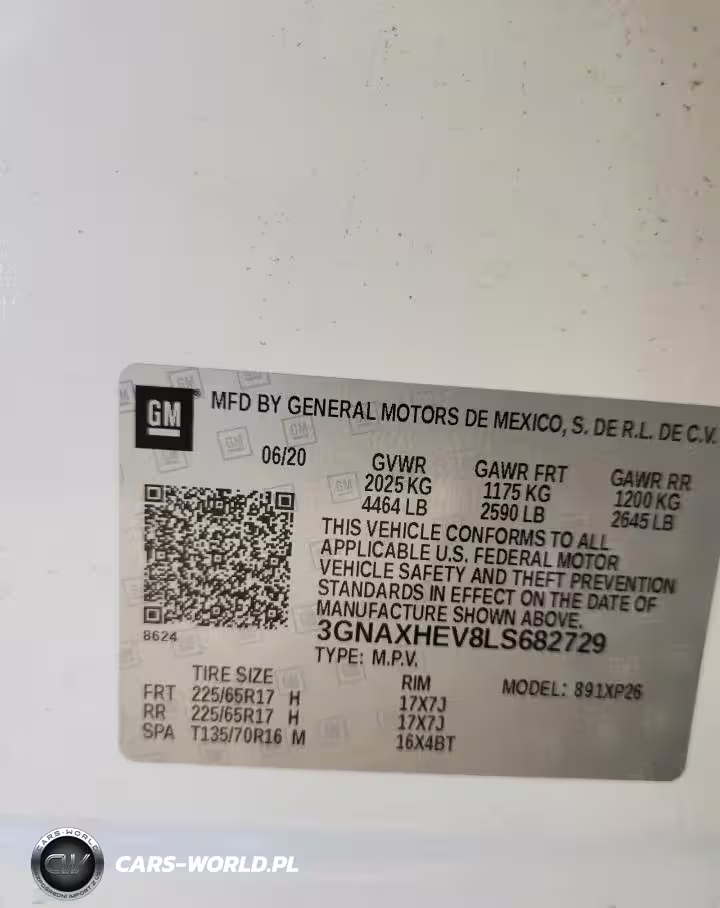 GM ® MFD BY GENERAL MOTORS DE MEXICO, S. DE R.L. DE C.V.
06/20
GVWR GAWR FRT GAWR RR
2025 KG 1175 KG 1200 KG
4464 LB 2590 LB 2645 LB
THIS VEHICLE CONFORMS TO ALL
APPLICABLE U.S. FEDERAL MOTOR
VEHICLE SAFETY AND THEFT PREVENTION
STANDARDS IN EFFECT ON THE DATE OF
MANUFACTURE SHOWN ABOVE.
8624
3GNAXHEV8LS682729
TYPE: M.P.V.
TIRE SIZE RIM MODEL: 891XP26
FRT 225/65R17 H 17X7J
RR 225/65R17 H 17X7J
SPA T135/70R16 M 16X4BT
CARS-WORLD
CW
CARS-WORLD.PL